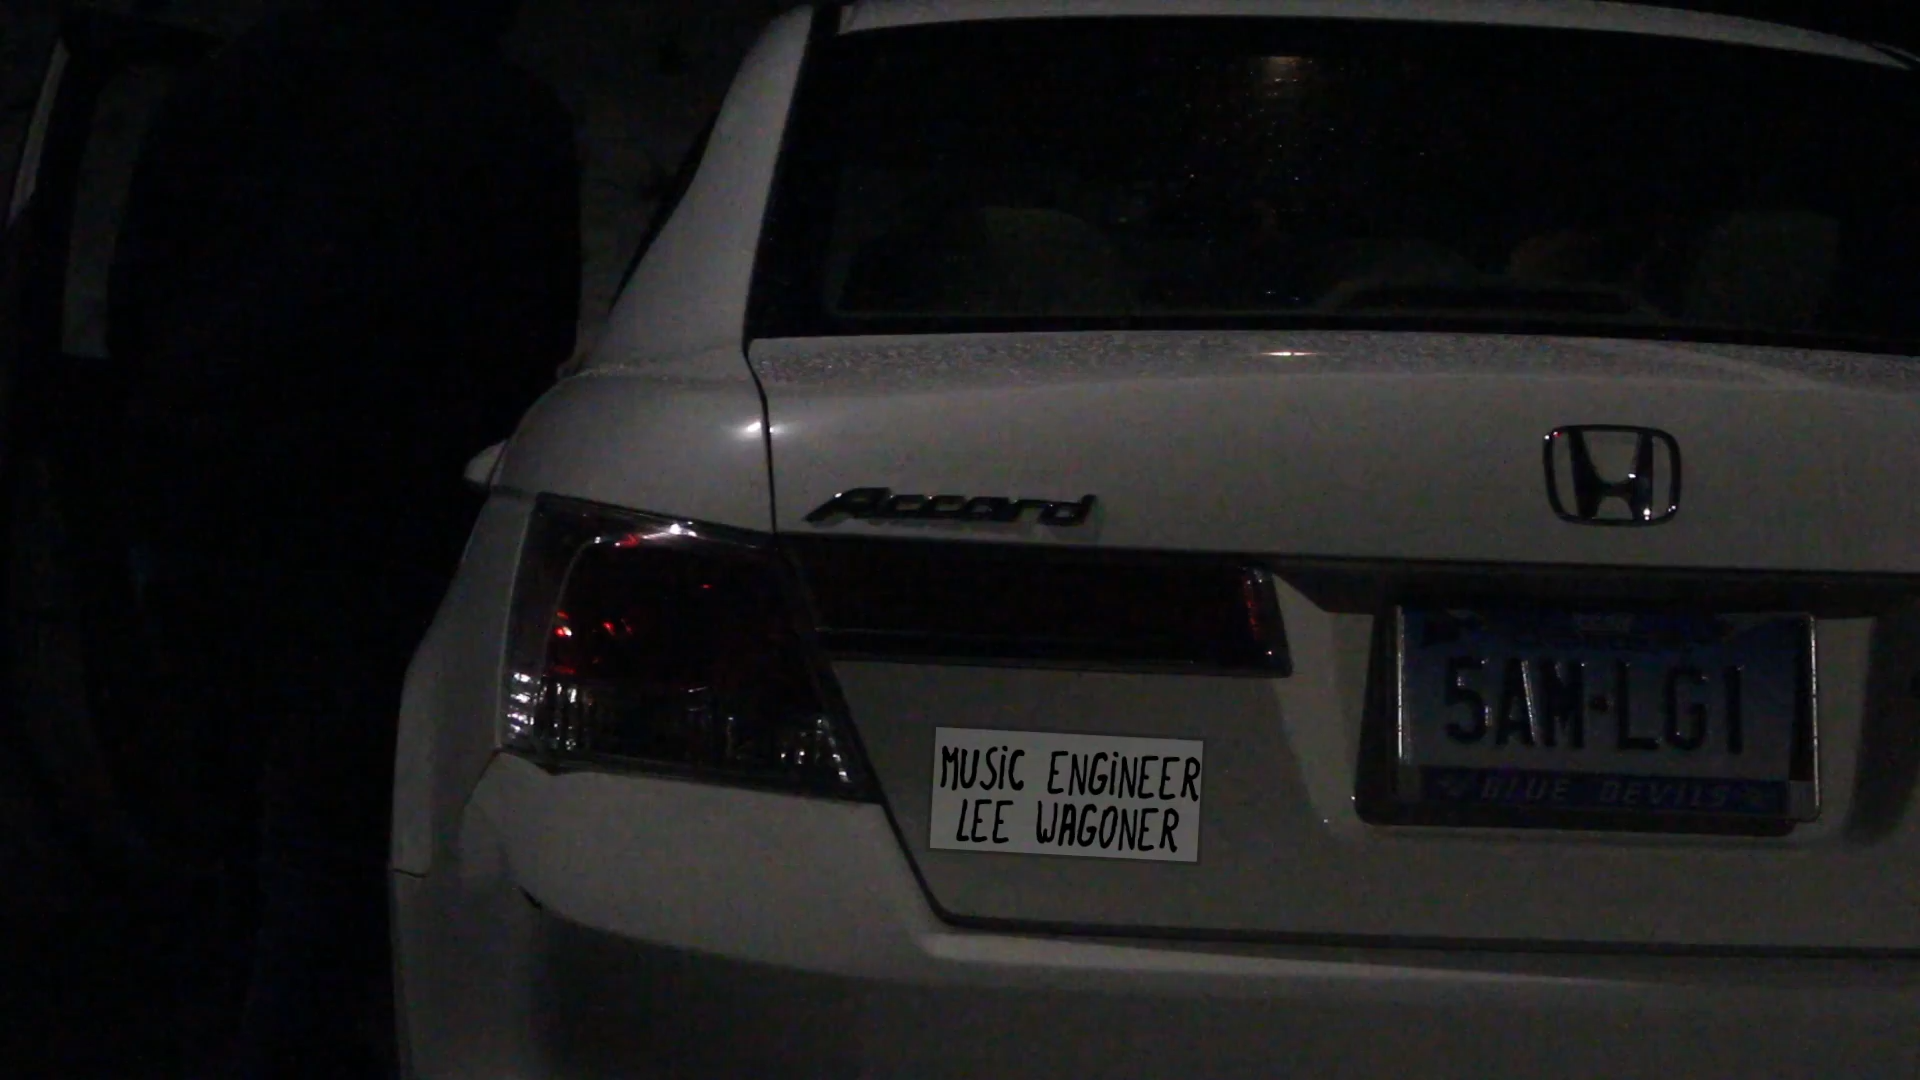 Accord
5AM·LG1
BLUE DEVILS
MUSiC ENGiNEER
LEE WAGONER